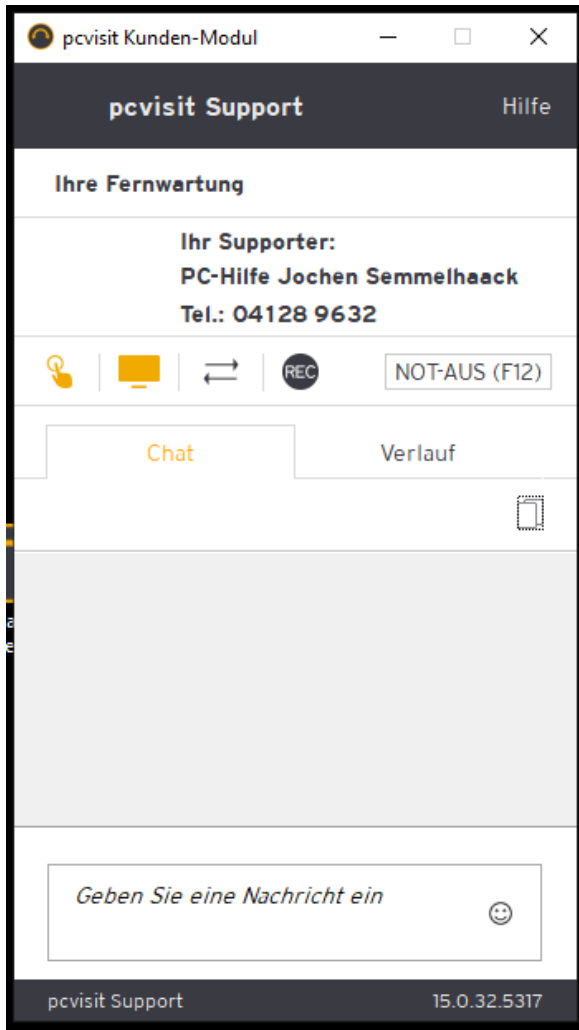 pcvisit Kunden-Modul
pcvisit Support Hilfe
Ihre Fernwartung
Ihr Supporter:
PC-Hilfe Jochen Semmelhaack
Tel.: 04128 9632
REC NOT-AUS (F12)
Chat Verlauf
Geben Sie eine Nachricht ein
pcvisit Support 15.0.32.5317